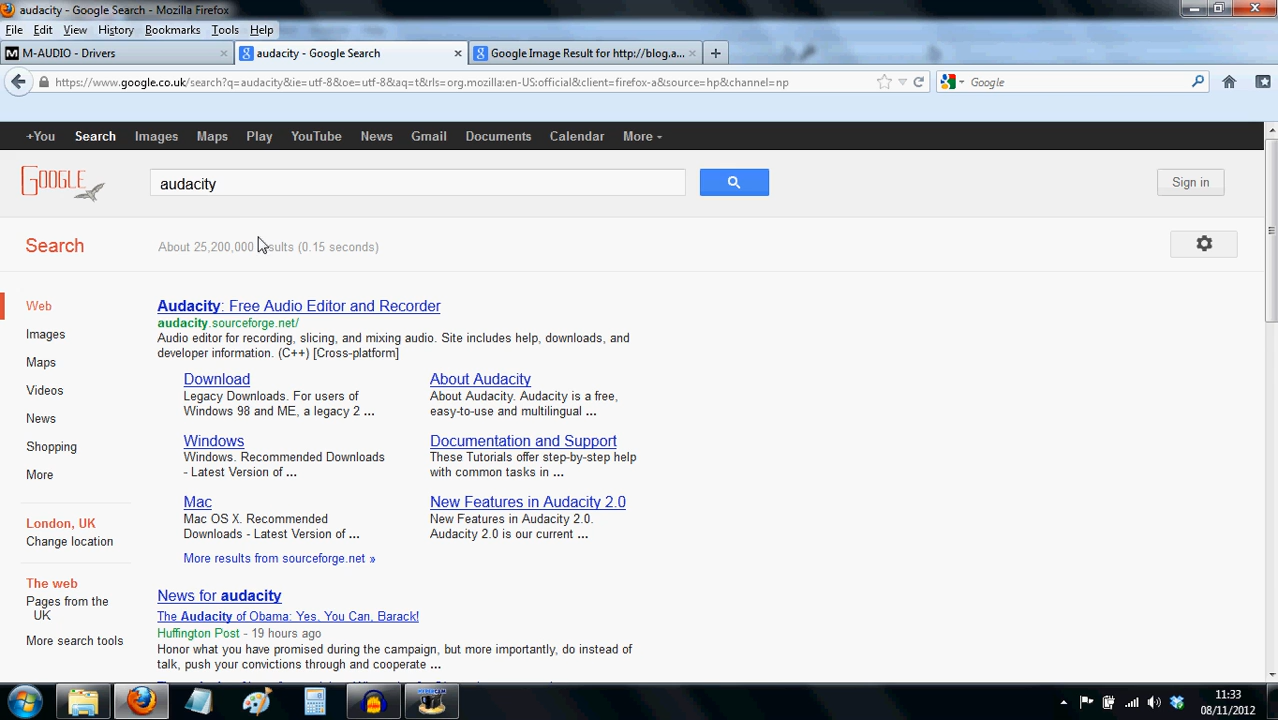 audacity - Google Search - Mozilla Firefox
File Edit View History Bookmarks Tools Help
M-AUDIO - Drivers
audacity - Google Search
Google Image Result for http://blog.a...
https://www.google.co.uk/search?q=audacity&ie=utf-8&oe=utf-8&aq=t&rls=org.mozilla:en-US:official&client=firefox-a&source=hp&channel=np
Google
+You Search Images Maps Play YouTube News Gmail Documents Calendar More
GOOGLE
audacity
Sign in
Search
About 25,200,000 results (0.15 seconds)
Web
Images
Maps
Videos
News
Shopping
More
London, UK
Change location
The web
Pages from the
UK
More search tools
Audacity: Free Audio Editor and Recorder
audacity.sourceforge.net/
Audio editor for recording, slicing, and mixing audio. Site includes help, downloads, and
developer information. (C++) [Cross-platform]
Download
Legacy Downloads. For users of
Windows 98 and ME, a legacy 2 ...
About Audacity
About Audacity. Audacity is a free,
easy-to-use and multilingual ...
Windows
Windows. Recommended Downloads
- Latest Version of ...
Documentation and Support
These Tutorials offer step-by-step help
with common tasks in ...
Mac
Mac OS X. Recommended
Downloads - Latest Version of ...
New Features in Audacity 2.0
New Features in Audacity 2.0.
Audacity 2.0 is our current ...
More results from sourceforge.net »
News for audacity
The Audacity of Obama: Yes, You Can, Barack!
Huffington Post - 19 hours ago
Honor what you have promised during the campaign, but more importantly, do instead of
talk, push your convictions through and cooperate ...
11:33
08/11/2012